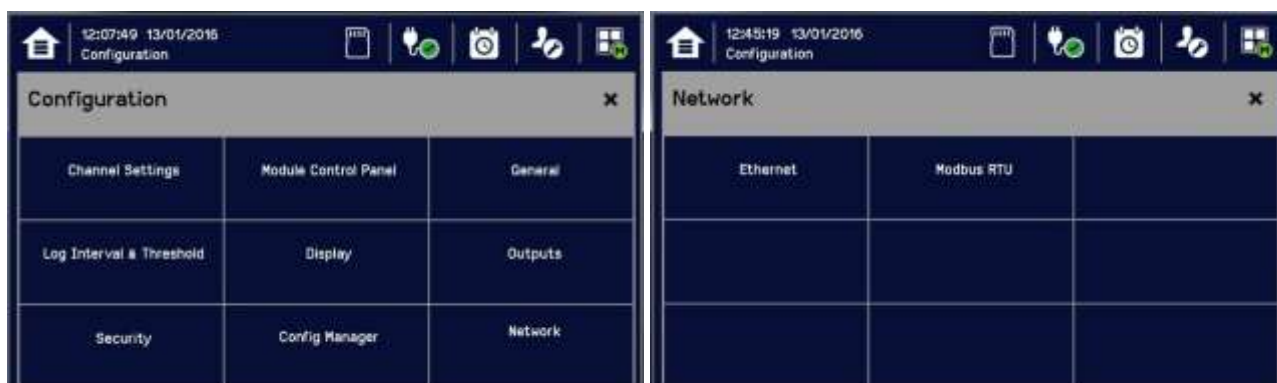 12:07:49 13/01/2016
Configuration
Configuration
Channel Settings
Module Control Panel
General
Log Interval & Threshold
Display
Outputs
Security
Config Manager
Network
12:45:19 13/01/2016
Configuration
Network
Ethernet
Modbus RTU